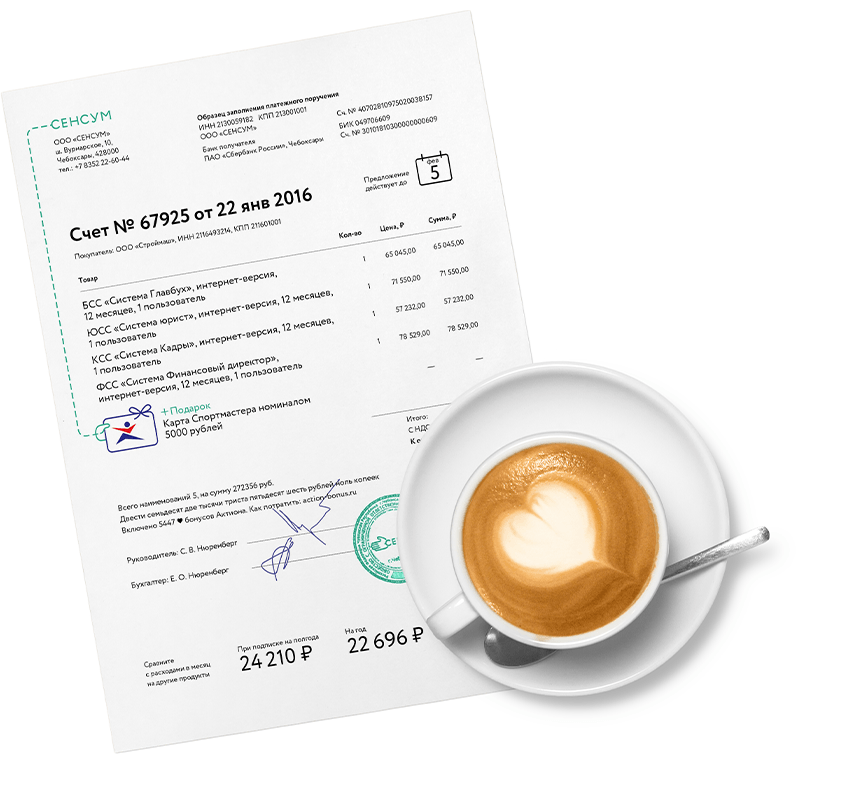 СЕНСУМ
ООО «СЕНСУМ»
ш. Вурнарское, 10,
Чебоксары, 428000
тел.: +7 8352 22-60-44
Образец заполнения платежного поручения
ИНН 2130059182 КПП 213001001
ООО «СЕНСУМ»
Банк получателя
ПАО «Сбербанк России», Чебоксары
Сч. № 40702810975020038157
БИК 049706609
Сч. № 30101810300000000609
Предложение
действует до
фев
5
Счет № 67925 от 22 янв 2016
Покупатель: ООО «Строймаш», ИНН 2116493214, КПП 211601001
Товар Кол-во Цена, ₽ Сумма, ₽
БСС «Система Главбух», интернет-версия, 1 65 045,00 65 045,00
12 месяцев, 1 пользователь
ЮСС «Система юрист», интернет-версия, 12 месяцев, 1 71 550,00 71 550,00
1 пользователь
КСС «Система Кадры», интернет-версия, 12 месяцев, 1 57 232,00 57 232,00
1 пользователь
ФСС «Система Финансовый директор», 1 78 529,00 78 529,00
интернет-версия, 12 месяцев, 1 пользователь
+ Подарок — —
Карта Спортмастера номиналом
5000 рублей
Итого:
С НДС
К
Всего наименований 5, на сумму 272356 руб.
Двести семьдесят две тысячи триста пятьдесят шесть рублей ноль копеек
Включено 5447 ♥ бонусов Актиона. Как потратить: action-bonus.ru
Руководитель: С. В. Нюренберг
Бухгалтер: Е. О. Нюренберг
Сравните
с расходами в месяц
на другие продукты
При подписке на полгода
24 210 ₽
На год
22 696 ₽